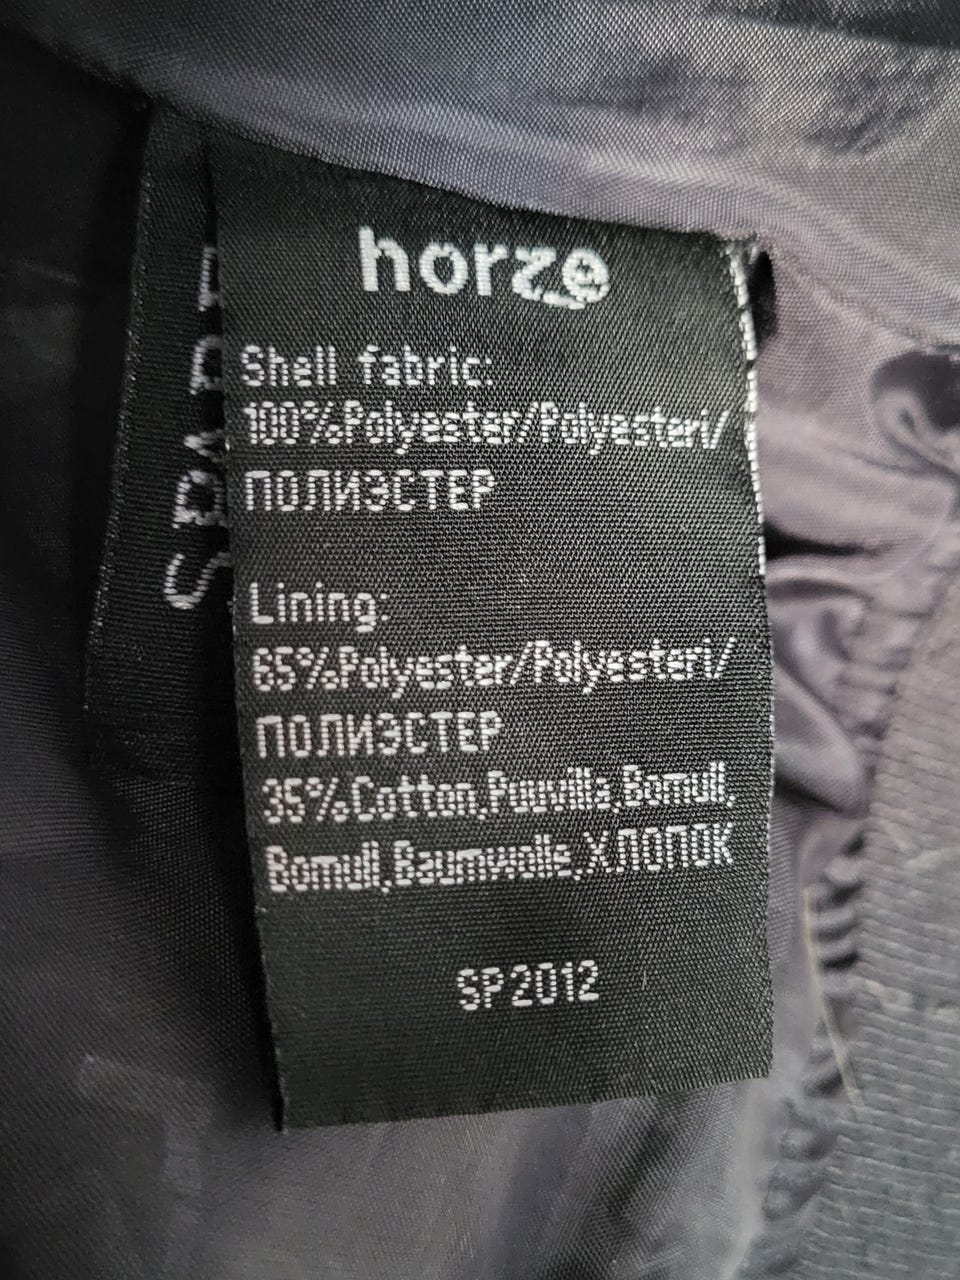 horze
Shell fabric:
100%Polyester/Polyesteri/
ПОЛИЭСТЕР
Lining:
65%Polyester/Polyesteri/
ПОЛИЭСТЕР
35%Cotton,Puuvilla,Bomull,
Bomull,Baumwolle,ХЛОПОК
SP2012